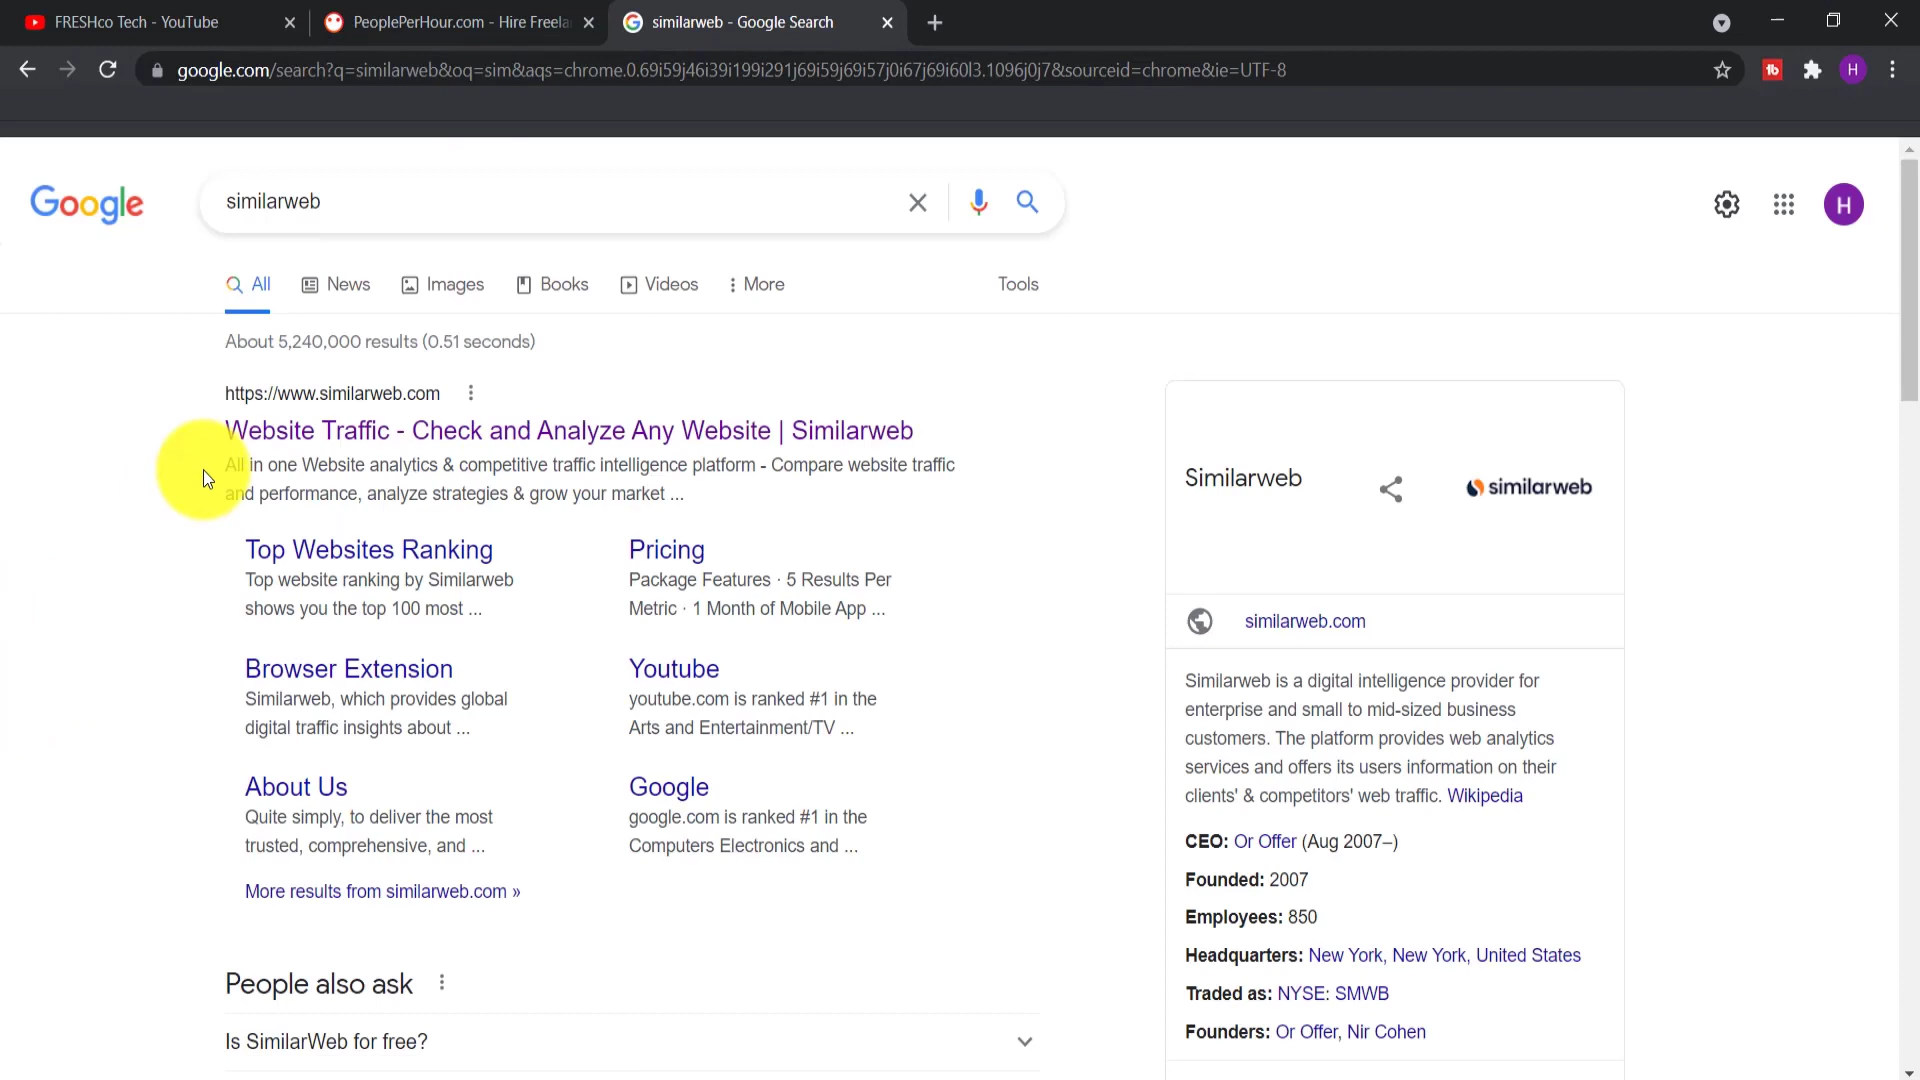 FRESHco Tech - YouTube
PeoplePerHour.com - Hire Freela
similarweb - Google Search
google.com/search?q=similarweb&oq=sim&aqs=chrome.0.69i59j46i39i199i291j69i59j69i57j0i67j69i60l3.1096j0j7&sourceid=chrome&ie=UTF-8
tb
H
Google
similarweb
H
All
News
Images
Books
Videos
More
Tools
About 5,240,000 results (0.51 seconds)
https://www.similarweb.com
Website Traffic - Check and Analyze Any Website | Similarweb
All in one Website analytics & competitive traffic intelligence platform - Compare website traffic
and performance, analyze strategies & grow your market ...
Top Websites Ranking
Top website ranking by Similarweb
shows you the top 100 most ...
Pricing
Package Features · 5 Results Per
Metric · 1 Month of Mobile App ...
Browser Extension
Similarweb, which provides global
digital traffic insights about ...
Youtube
youtube.com is ranked #1 in the
Arts and Entertainment/TV ...
About Us
Quite simply, to deliver the most
trusted, comprehensive, and ...
Google
google.com is ranked #1 in the
Computers Electronics and ...
More results from similarweb.com »
People also ask
Is SimilarWeb for free?
Similarweb
similarweb
similarweb.com
Similarweb is a digital intelligence provider for
enterprise and small to mid-sized business
customers. The platform provides web analytics
services and offers its users information on their
clients' & competitors' web traffic. Wikipedia
CEO: Or Offer (Aug 2007–)
Founded: 2007
Employees: 850
Headquarters: New York, New York, United States
Traded as: NYSE: SMWB
Founders: Or Offer, Nir Cohen